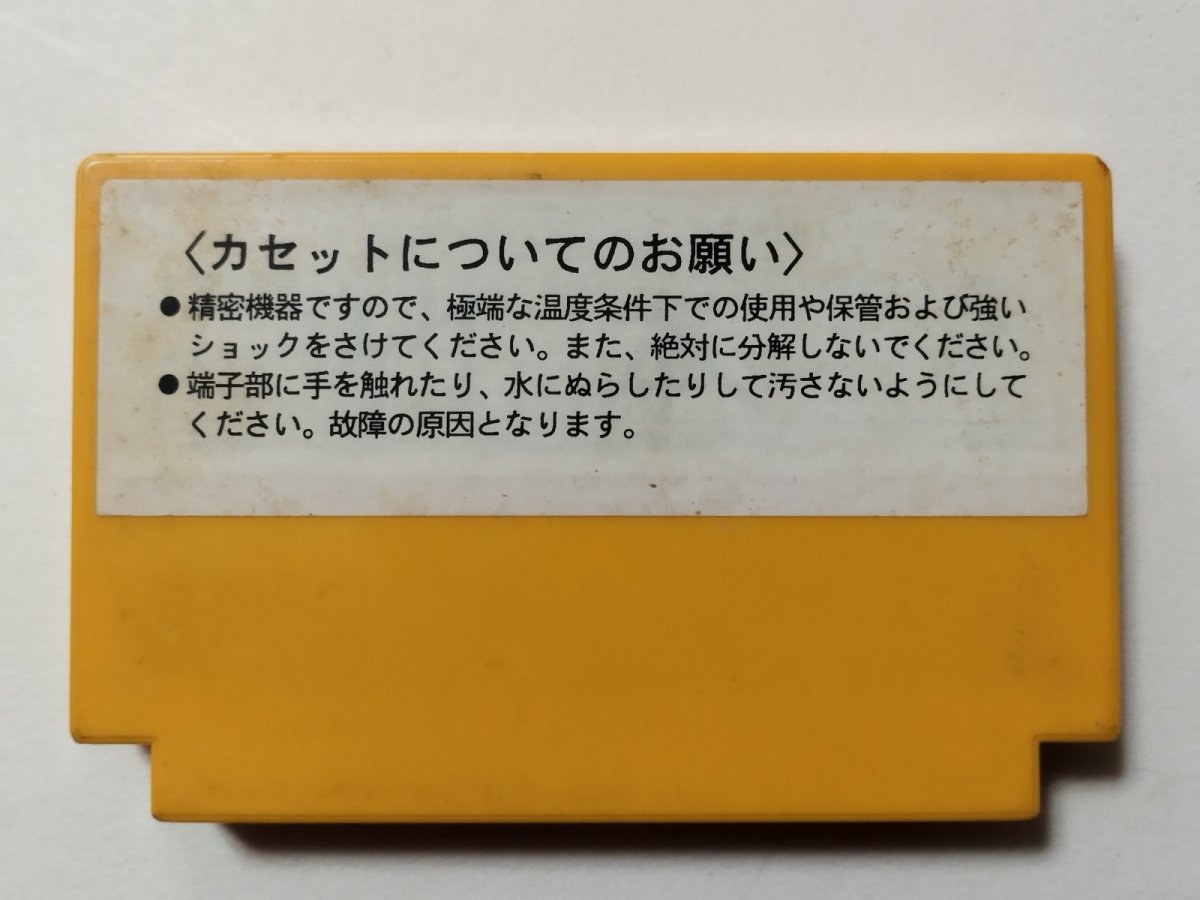 〈カセットについてのお願い〉
●精密機器ですので、極端な温度条件下での使用や保管および強い
ショックをさけてください。また、絶対に分解しないでください。
●端子部に手を触れたり、水にぬらしたりして汚さないようにして
ください。故障の原因となります。